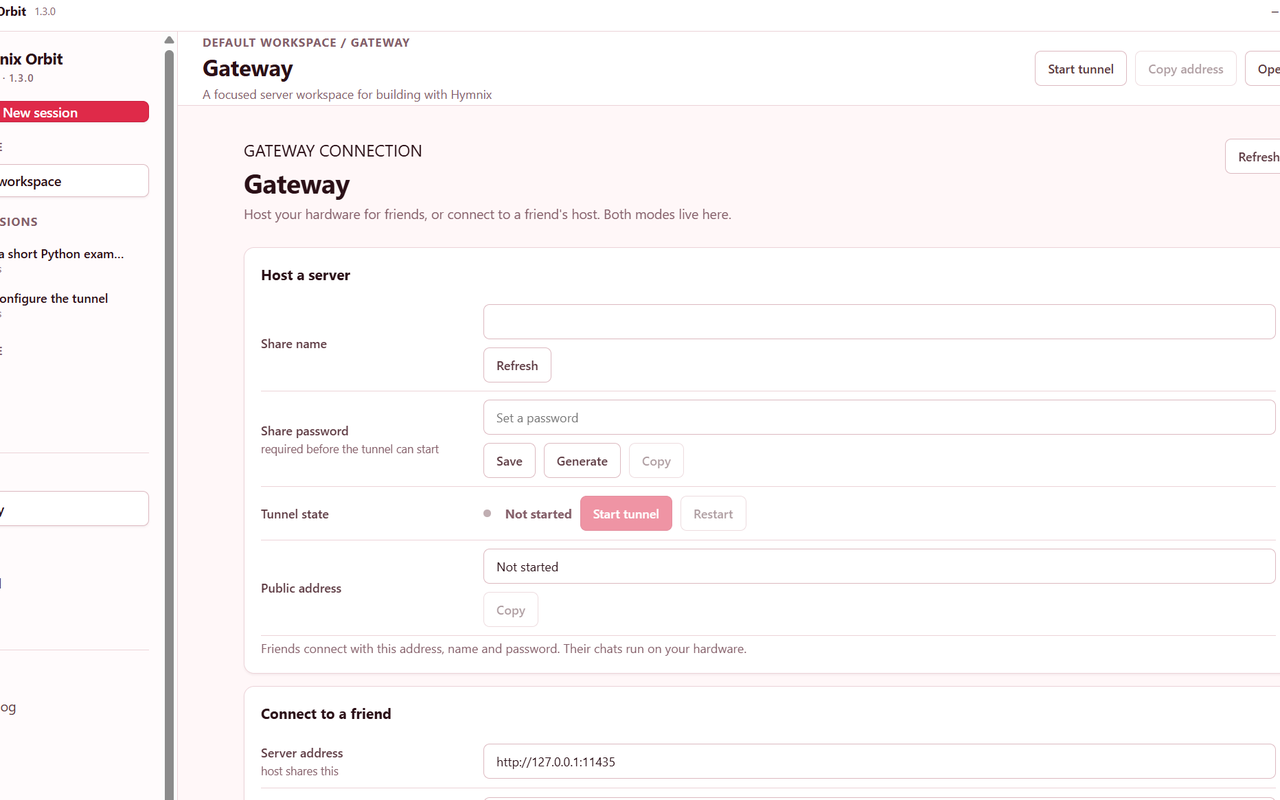 Orbit 1.3.0
nix Orbit
· 1.3.0
New session
E
workspace
SIONS
a short Python exam...
s
onfigure the tunnel
s
E
y
og
DEFAULT WORKSPACE / GATEWAY
Gateway
A focused server workspace for building with Hymnix
Start tunnel
Copy address
Ope
GATEWAY CONNECTION
Gateway
Host your hardware for friends, or connect to a friend's host. Both modes live here.
Refresh
Host a server
Share name
Refresh
Share password
required before the tunnel can start
Set a password
Save
Generate
Copy
Tunnel state
Not started
Start tunnel
Restart
Public address
Not started
Copy
Friends connect with this address, name and password. Their chats run on your hardware.
Connect to a friend
Server address
host shares this
http://127.0.0.1:11435